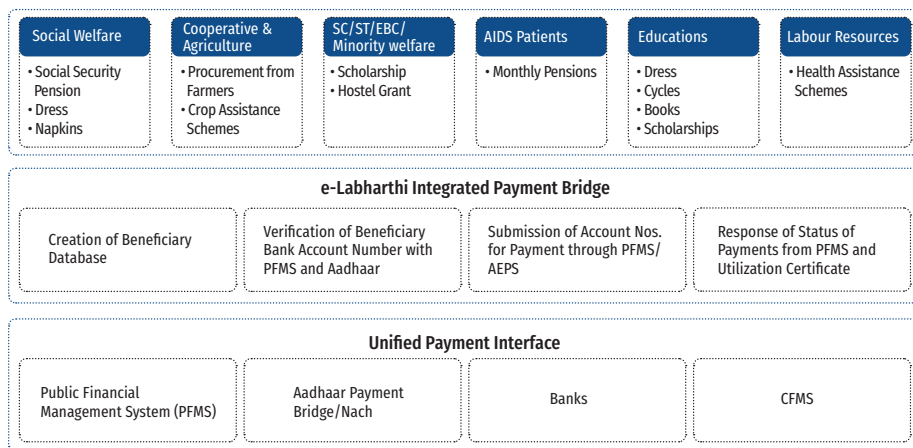 Social Welfare
• Social Security
Pension
• Dress
• Napkins
Cooperative &
Agriculture
• Procurement from
Farmers
• Crop Assistance
Schemes
SC/ST/EBC/
Minority welfare
• Scholarship
• Hostel Grant
AIDS Patients
• Monthly Pensions
Educations
• Dress
• Cycles
• Books
• Scholarships
Labour Resources
• Health Assistance
Schemes
e-Labharthi Integrated Payment Bridge
Creation of Beneficiary
Database
Verification of Beneficiary
Bank Account Number with
PFMS and Aadhaar
Submission of Account Nos.
for Payment through PFMS/
AEPS
Response of Status of
Payments from PFMS and
Utilization Certificate
Unified Payment Interface
Public Financial
Management System (PFMS)
Aadhaar Payment
Bridge/Nach
Banks
CFMS